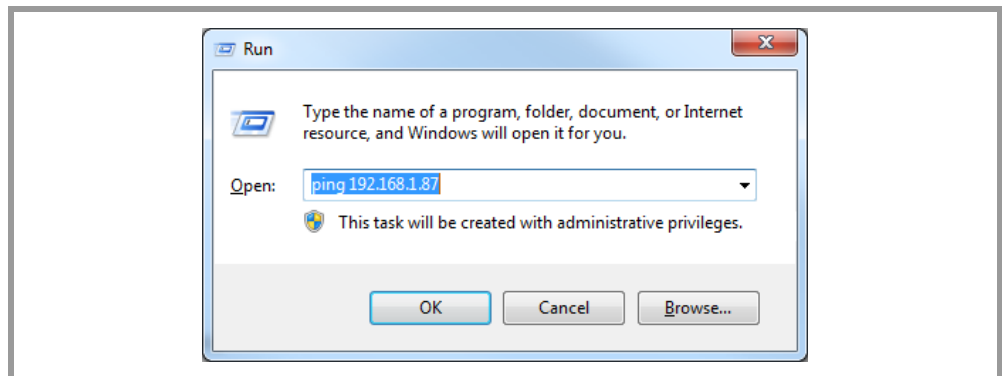 Run
Type the name of a program, folder, document, or Internet
resource, and Windows will open it for you.
Open:
ping 192.168.1.87
This task will be created with administrative privileges.
OK
Cancel
Browse...